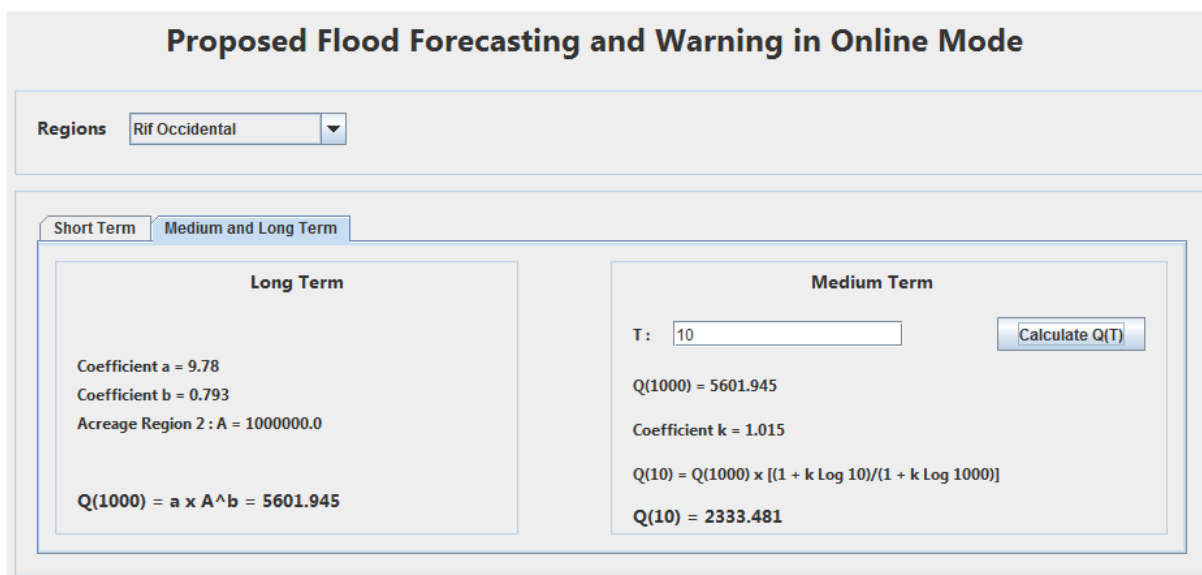 Proposed Flood Forecasting and Warning in Online Mode
Regions Rif Occidental
Short Term Medium and Long Term
Long Term
Coefficient a = 9.78
Coefficient b = 0.793
Acreage Region 2 : A = 1000000.0
Q(1000) = a x A^b = 5601.945
Medium Term
T : 10 Calculate Q(T)
Q(1000) = 5601.945
Coefficient k = 1.015
Q(10) = Q(1000) x [(1 + k Log 10)/(1 + k Log 1000)]
Q(10) = 2333.481